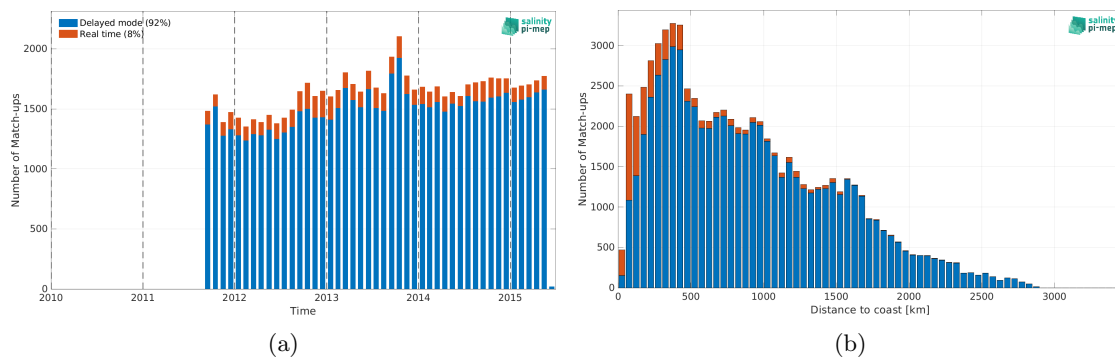 Delayed mode (92%)
Real time (8%)
salinity
pi-mep
Number of Match-ups
2000
1500
1000
500
0
2010
2011
2012
2013
2014
2015
Time
(a)
salinity
pi-mep
Number of Match-ups
3000
2500
2000
1500
1000
500
0
0
500
1000
1500
2000
2500
3000
Distance to coast [km]
(b)